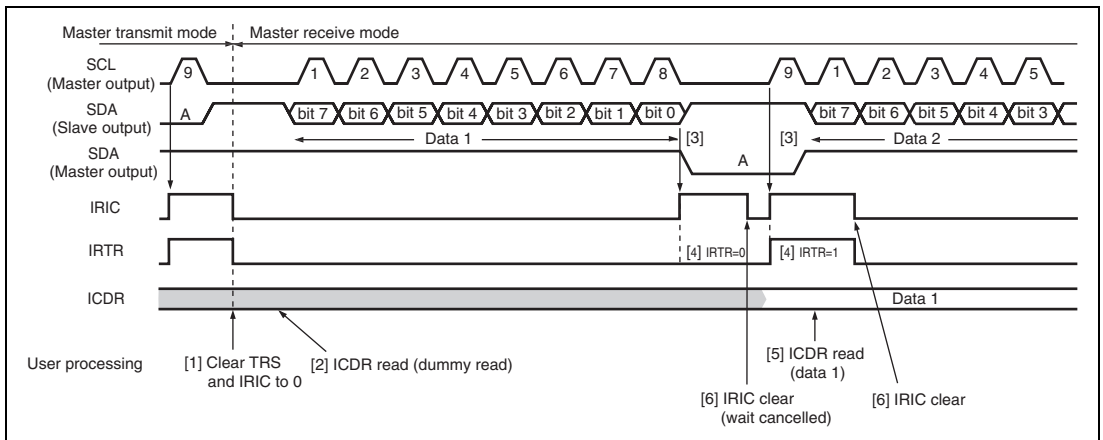 Master transmit mode Master receive mode
SCL
(Master output)
9 1 2 3 4 5 6 7 8 9 1 2 3 4 5
SDA
(Slave output)
A bit 7 bit 6 bit 5 bit 4 bit 3 bit 2 bit 1 bit 0 bit 7 bit 6 bit 5 bit 4 bit 3
Data 1 [3] [3] Data 2
SDA
(Master output)
A
IRIC
IRTR
[4] IRTR=0 [4] IRTR=1
ICDR
Data 1
User processing
[1] Clear TRS
and IRIC to 0
[2] ICDR read (dummy read)
[5] ICDR read
(data 1)
[6] IRIC clear
(wait cancelled)
[6] IRIC clear